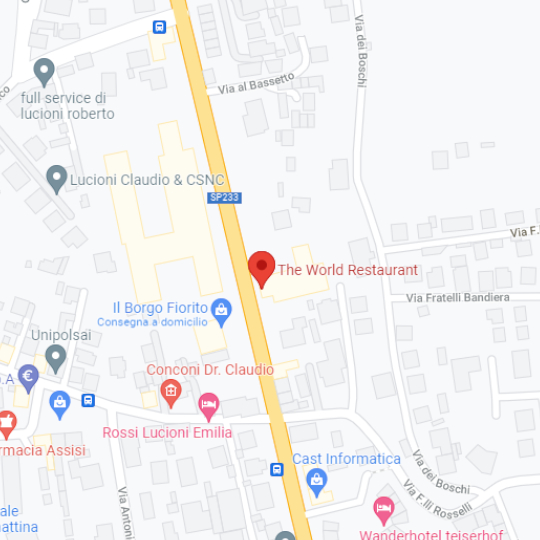 Via dei Boschi
Via al Bassetto
full service di
lucioni roberto
Lucioni Claudio & CSNC
SP233
Via F.
The World Restaurant
Via Fratelli Bandiera
Il Borgo Fiorito
Consegna a domicilio
Unipolsai
Conconi Dr. Claudio
.A
€
Rossi Lucioni Emilia
rmacia Assisi
Cast Informatica
Via dei Boschi
Via F.lli Rosselli
Via Antoni
ale
attina
Wanderhotel teiserhof